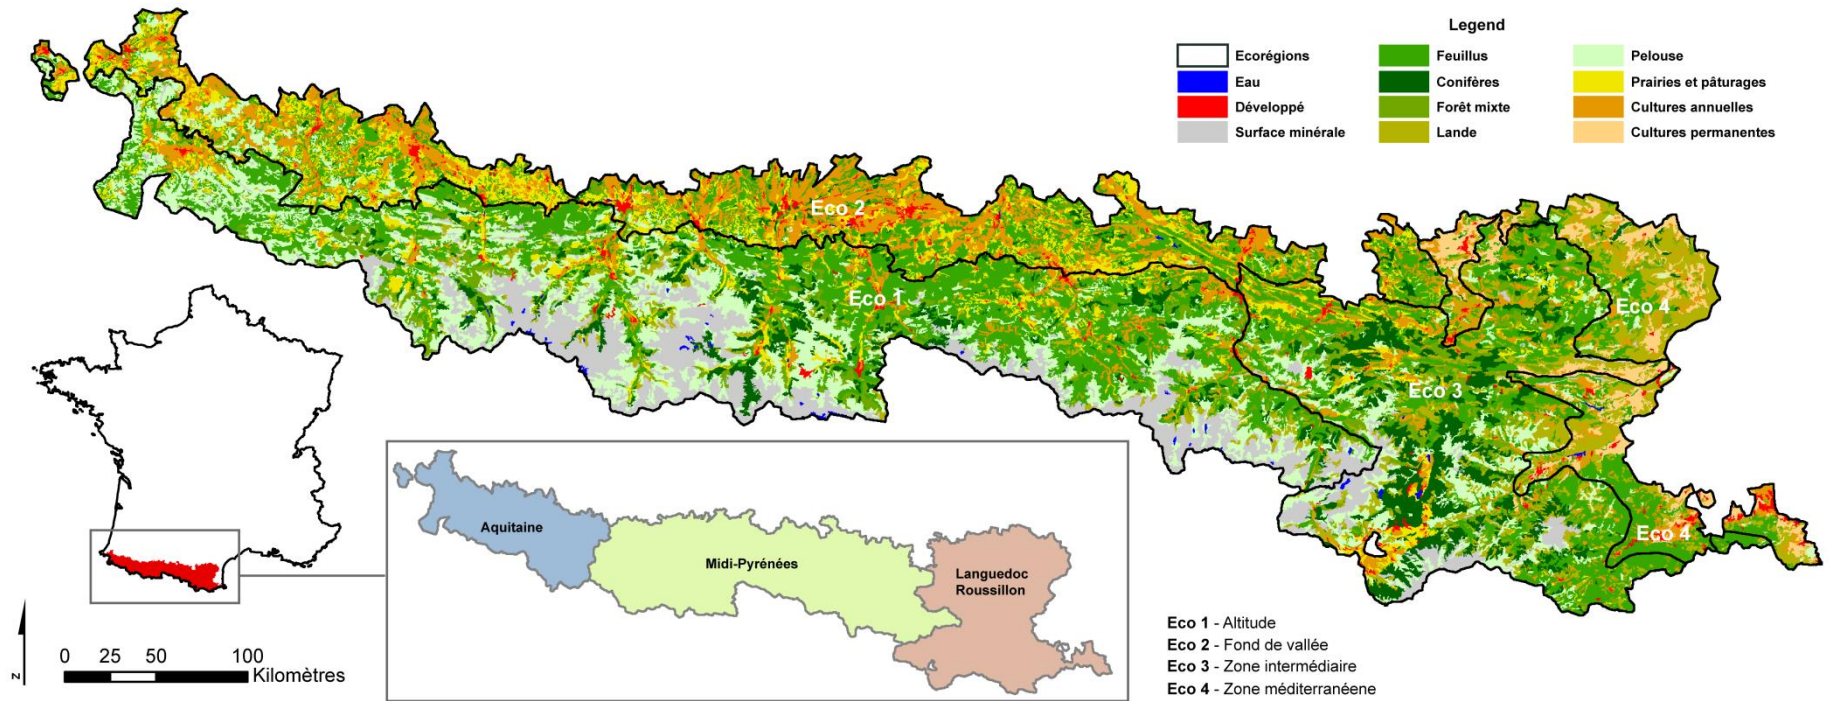 Legend
Ecorégions
Eau
Développé
Surface minérale
Feuillus
Conifères
Forêt mixte
Lande
Pelouse
Prairies et pâturages
Cultures annuelles
Cultures permanentes
Eco 2
Eco 1
Eco 4
Eco 3
Eco 4
Aquitaine
Midi-Pyrénées
Languedoc
Roussillon
N
0 25 50 100
Kilomètres
Eco 1 - Altitude
Eco 2 - Fond de vallée
Eco 3 - Zone intermédiaire
Eco 4 - Zone méditerranéene